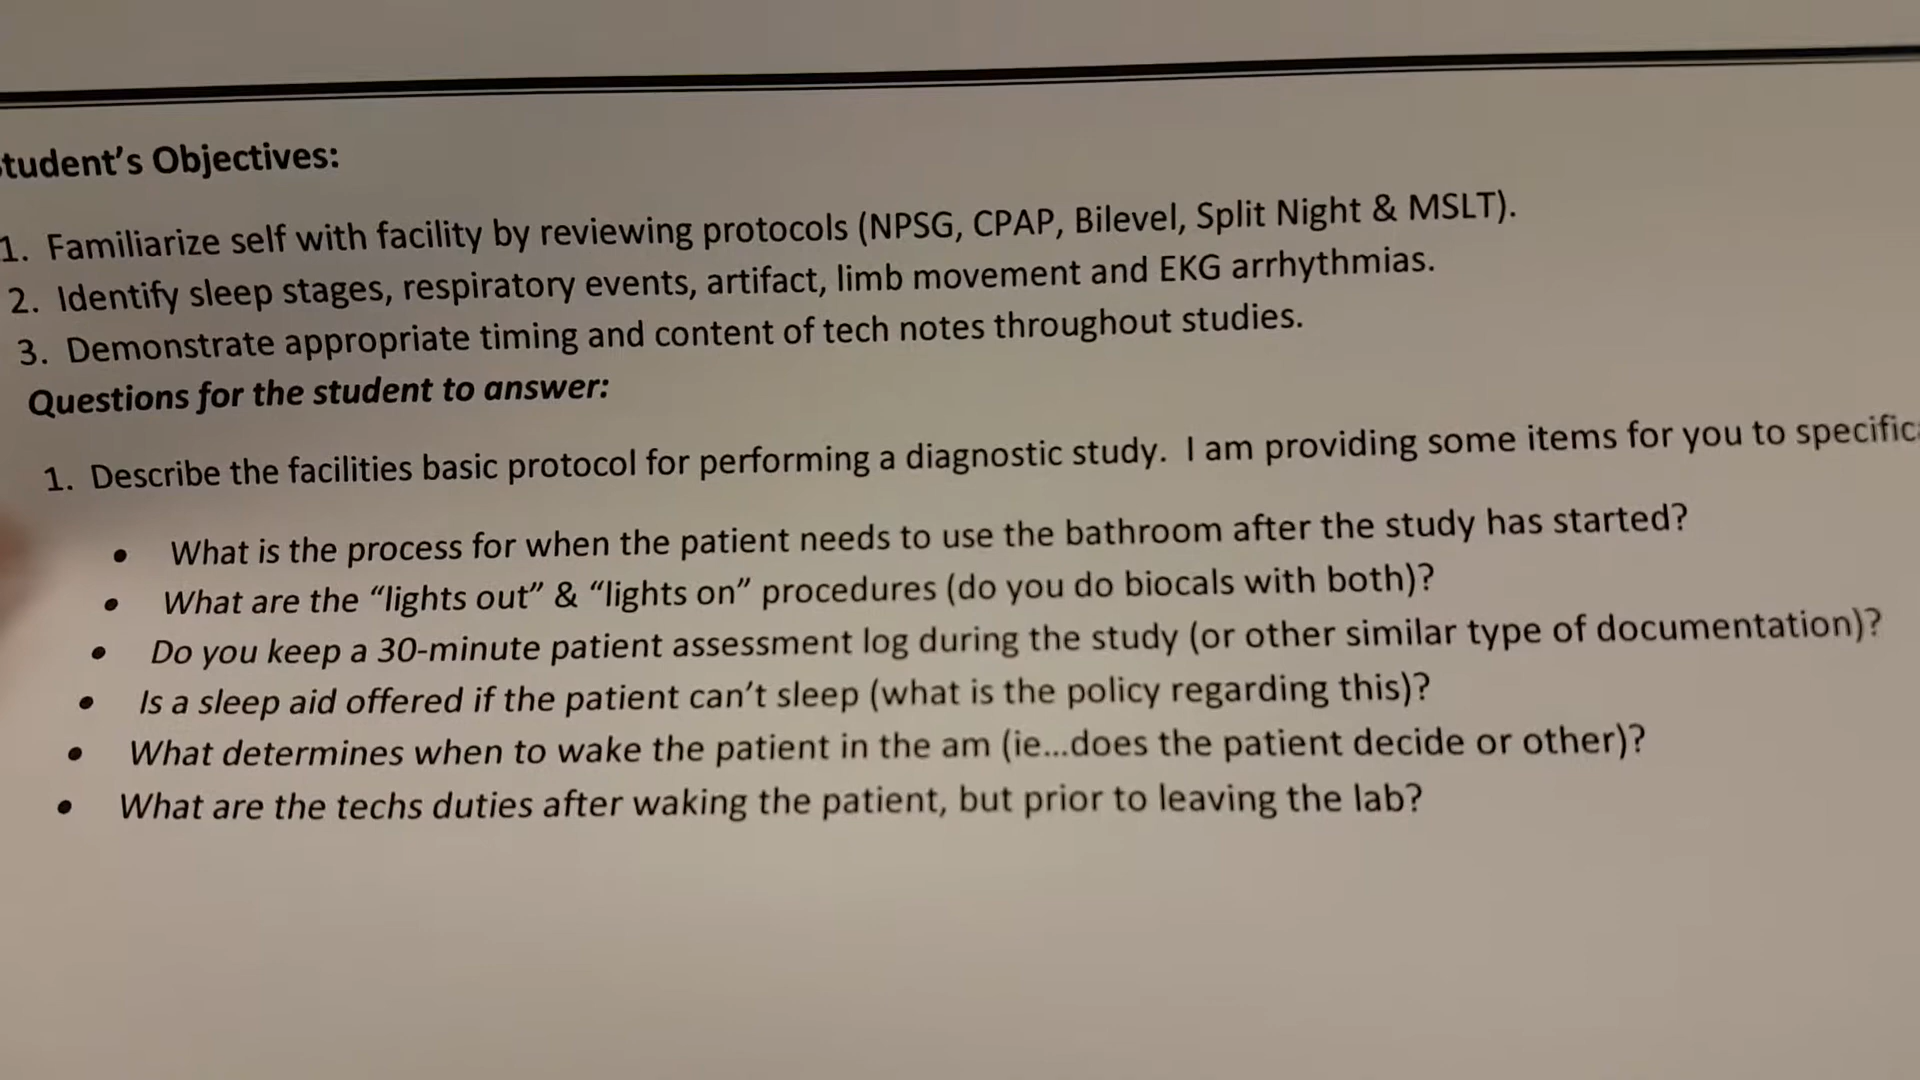 tudent's Objectives:
1. Familiarize self with facility by reviewing protocols (NPSG, CPAP, Bilevel, Split Night & MSLT).
2. Identify sleep stages, respiratory events, artifact, limb movement and EKG arrhythmias.
3. Demonstrate appropriate timing and content of tech notes throughout studies.
Questions for the student to answer:
1. Describe the facilities basic protocol for performing a diagnostic study. I am providing some items for you to
• What is the process for when the patient needs to use the bathroom after the study has started?
• What are the “lights out” & “lights on” procedures (do you do biocals with both)?
• Do you keep a 30-minute patient assessment log during the study (or other similar type of documentation)?
• Is a sleep aid offered if the patient can't sleep (what is the policy regarding this)?
• What determines when to wake the patient in the am (ie...does the patient decide or other)?
• What are the techs duties after waking the patient, but prior to leaving the lab?